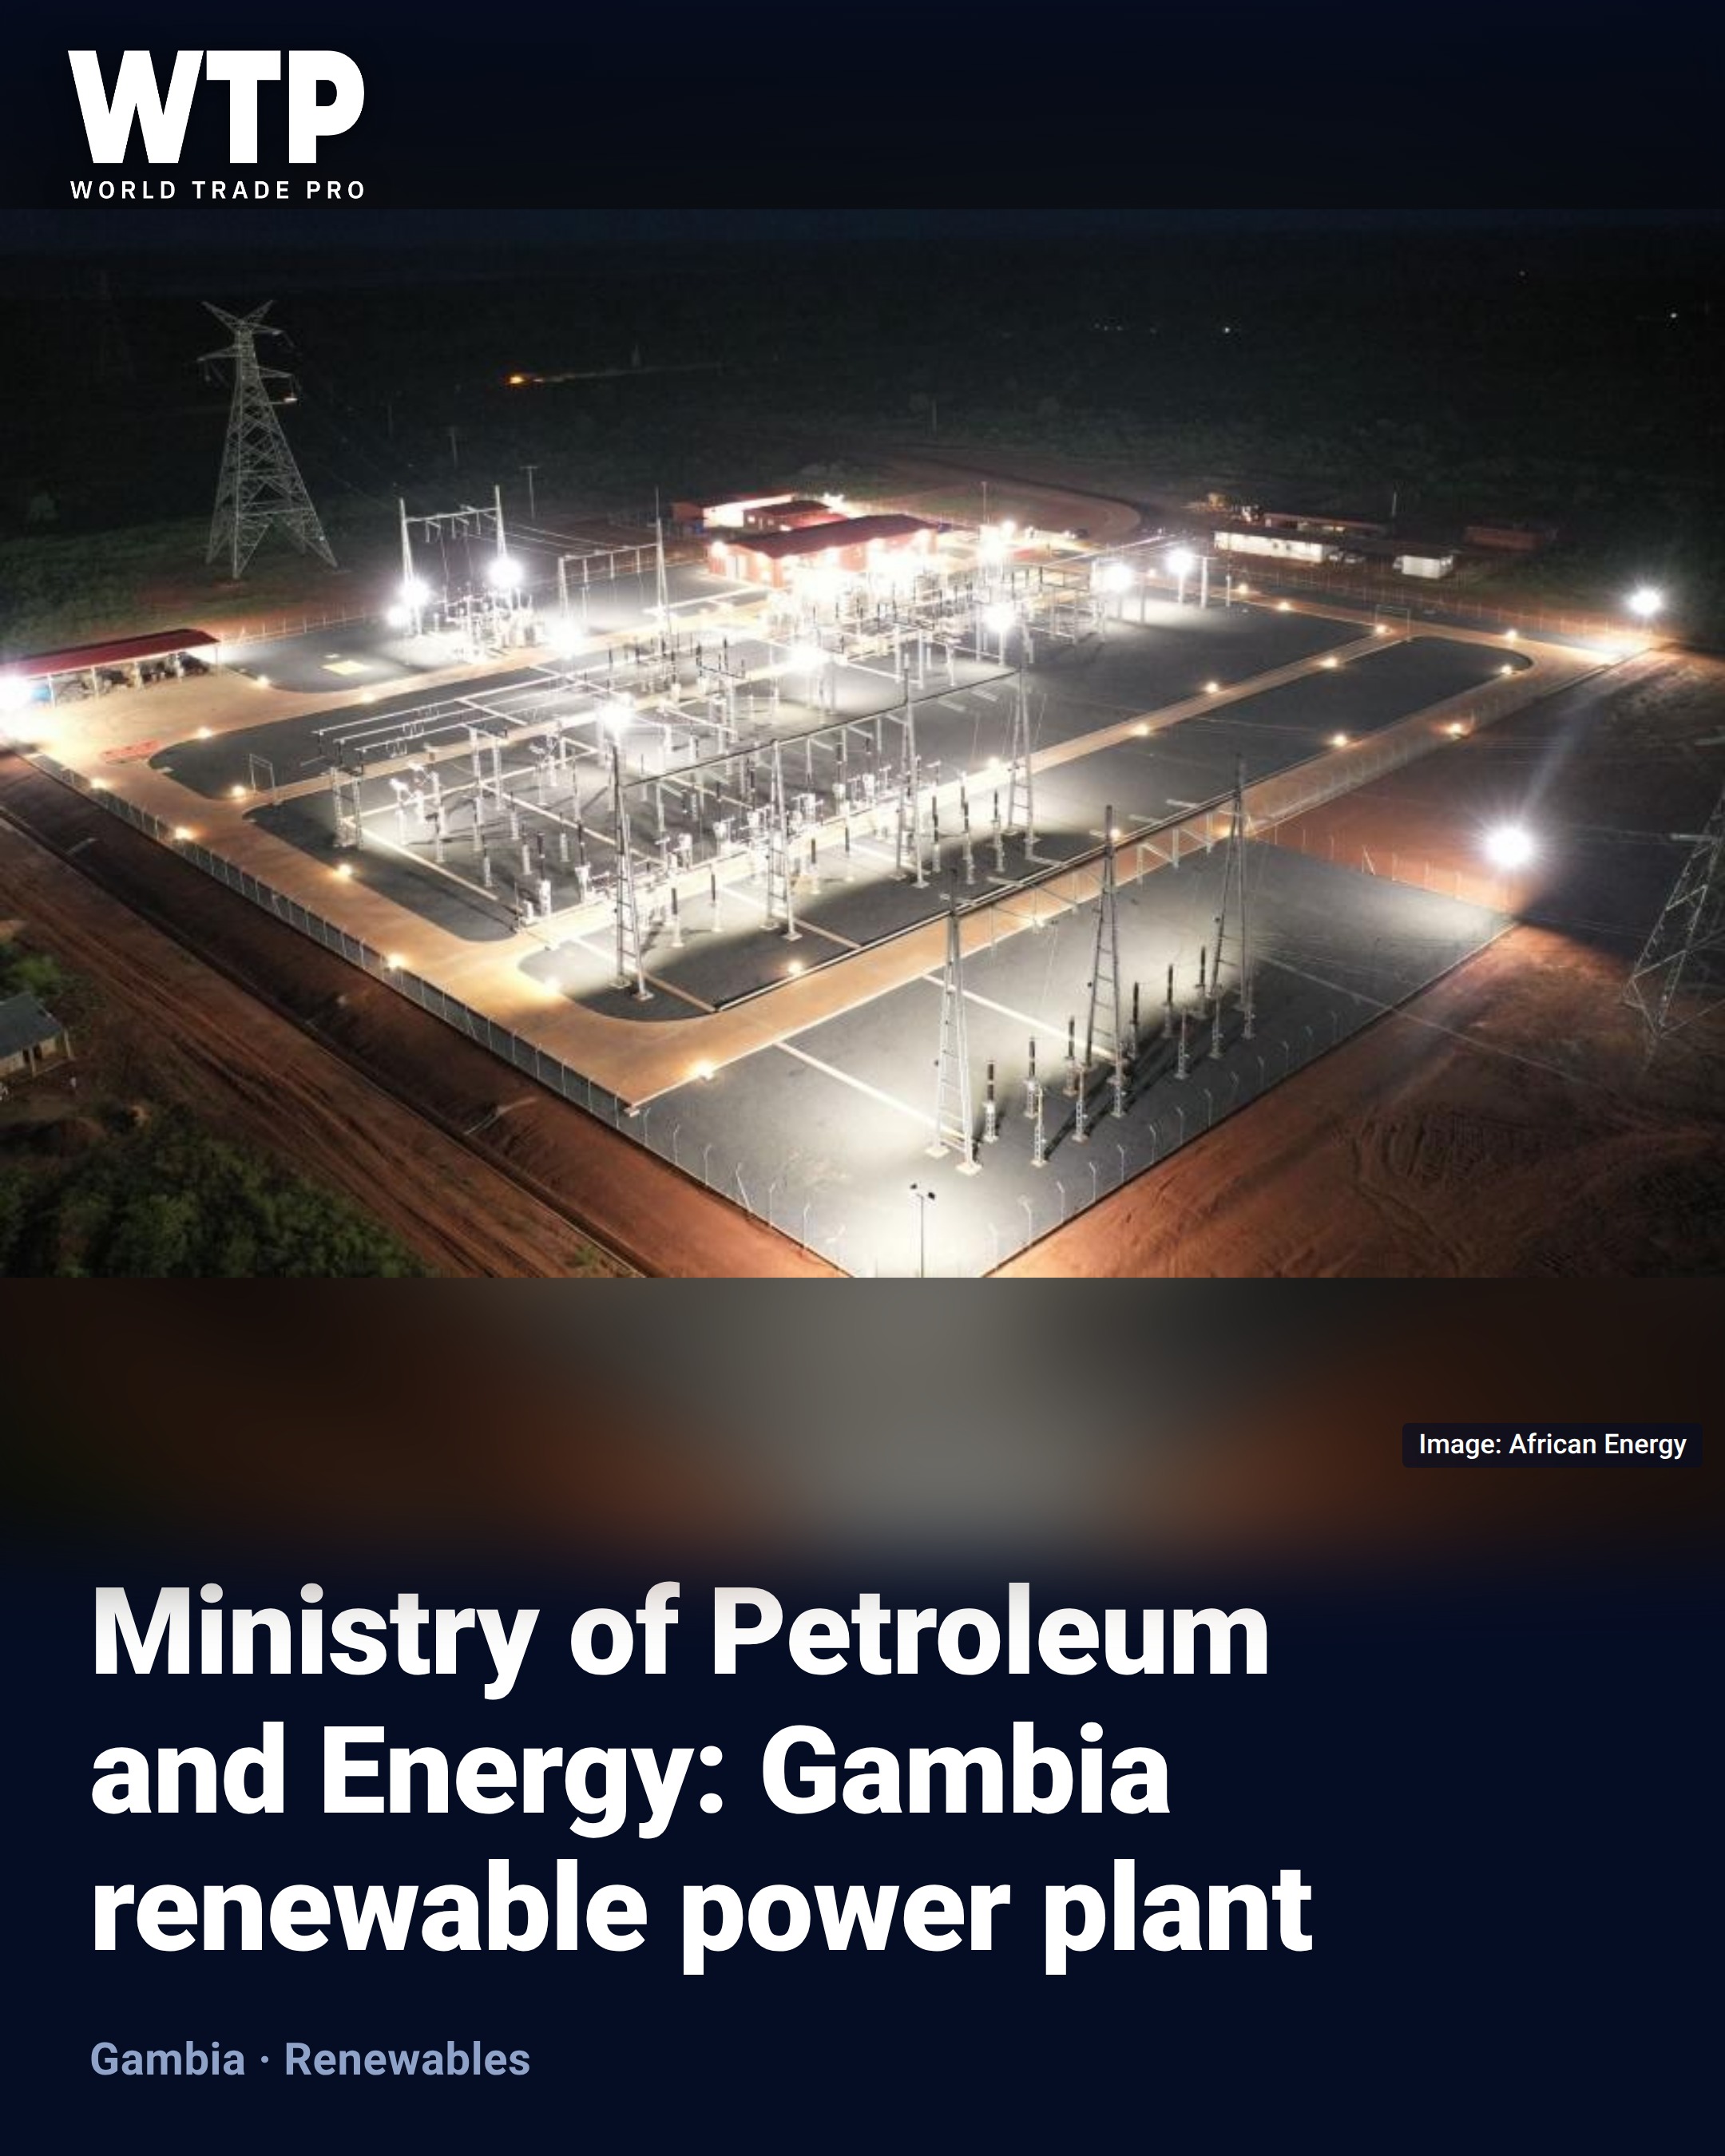 WTP
WORLD TRADE PRO
Image: African Energy
Ministry of Petroleum
and Energy: Gambia
renewable power plant
Gambia · Renewables